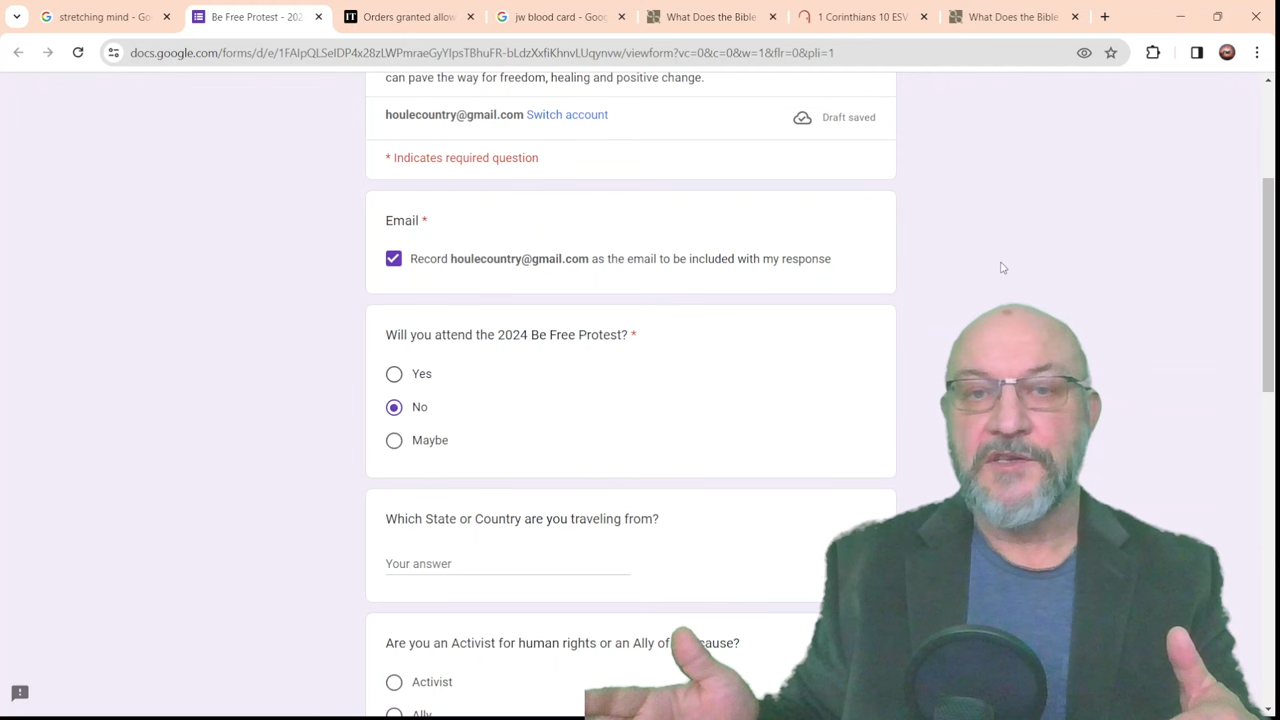 stretching mind - Go
Be Free Protest - 202
Orders granted allow
jw blood card - Goog
What Does the Bible
1 Corinthians 10 ESV
What Does the Bible
docs.google.com/forms/d/e/1FAIpQLSeIDP4x28zLWPmraeGyYIpsTBhuFR-bLdzXxfiKhnvLUqynvw/viewform?vc=0&c=0&w=1&flr=0&pli=1
can pave the way for freedom, healing and positive change.
houlecountry@gmail.com Switch account
Draft saved
* Indicates required question
Email *
Record houlecountry@gmail.com as the email to be included with my response
Will you attend the 2024 Be Free Protest? *
Yes
No
Maybe
Which State or Country are you traveling from?
Your answer
Are you an Activist for human rights or an Ally of cause?
Activist
Ally